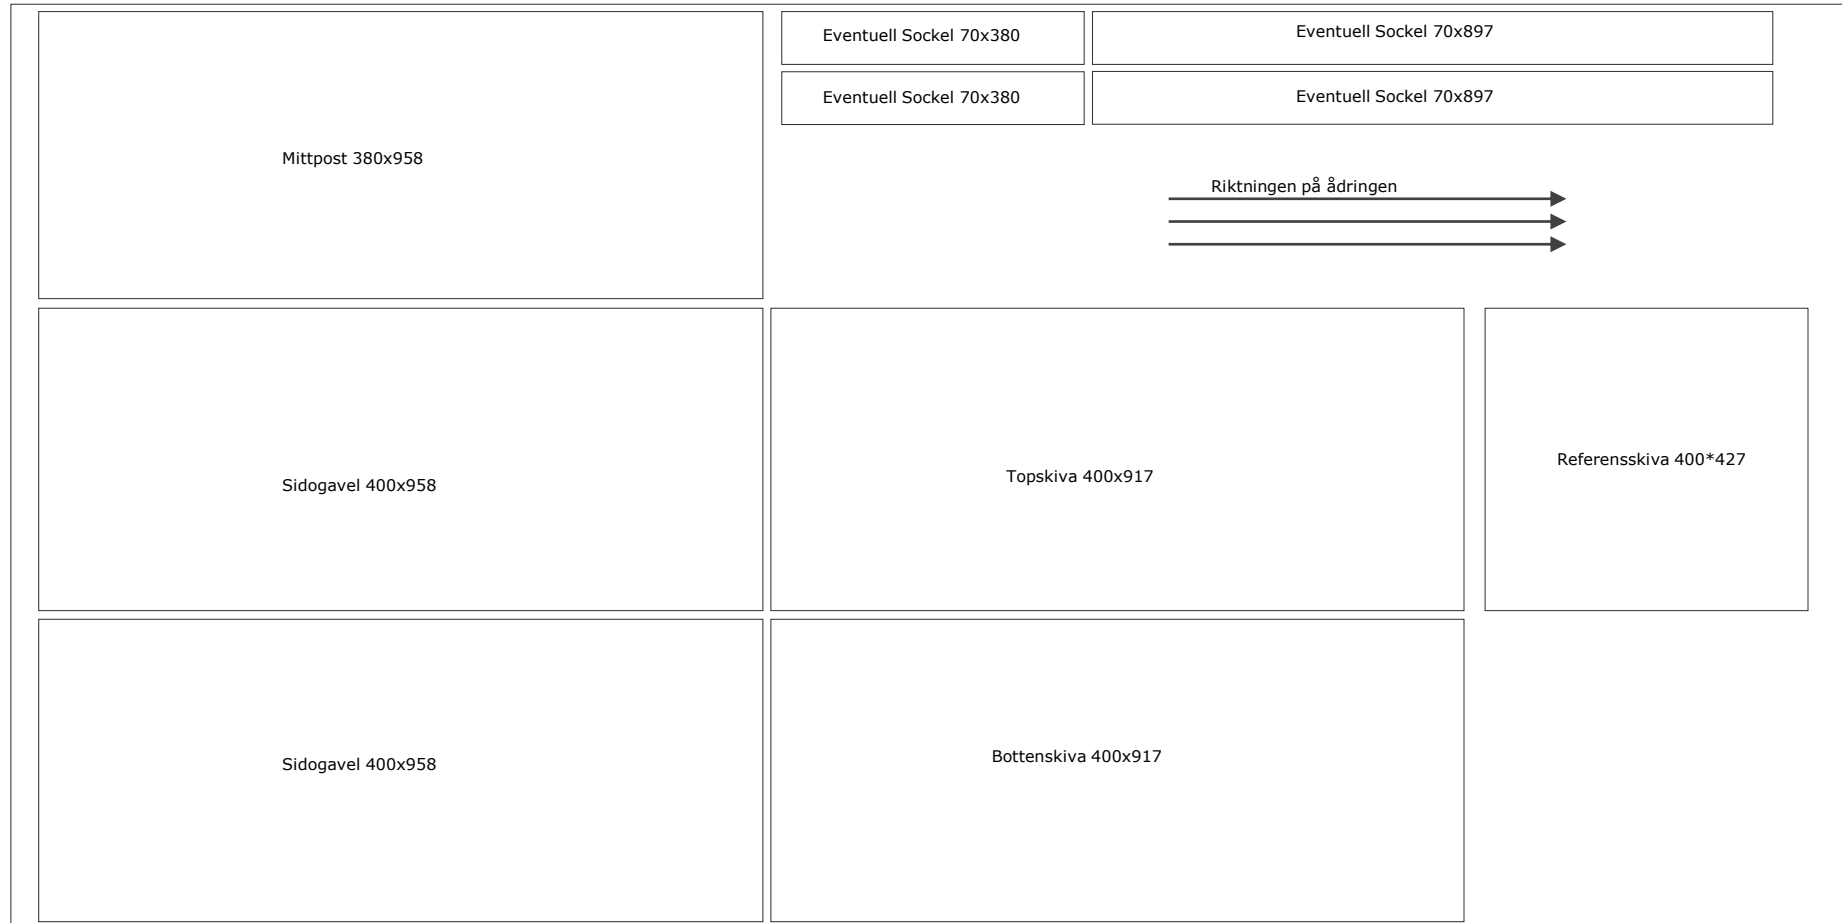 Eventuell Sockel 70x380
Eventuell Sockel 70x897
Eventuell Sockel 70x380
Eventuell Sockel 70x897
Mittpost 380x958
Riktningen på ådringen
Sidogavel 400x958
Topskiva 400x917
Referensskiva 400*427
Sidogavel 400x958
Bottenskiva 400x917